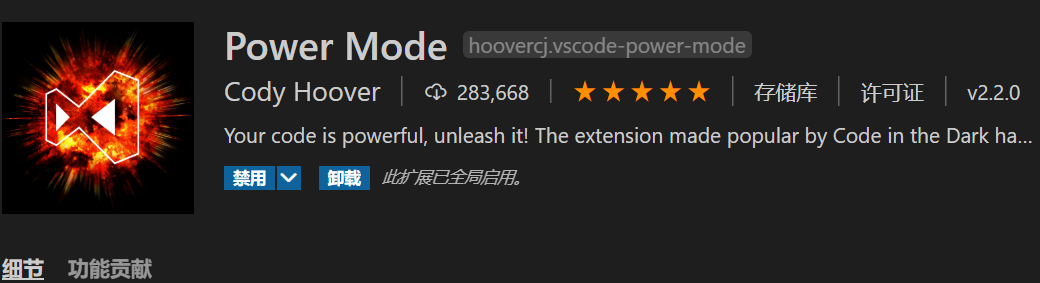 Power Mode hoovercj.vscode-power-mode
Cody Hoover 283,668 存储库 许可证 v2.2.0
Your code is powerful, unleash it! The extension made popular by Code in the Dark ha...
禁用 卸载 此扩展已全局启用。
细节 功能贡献